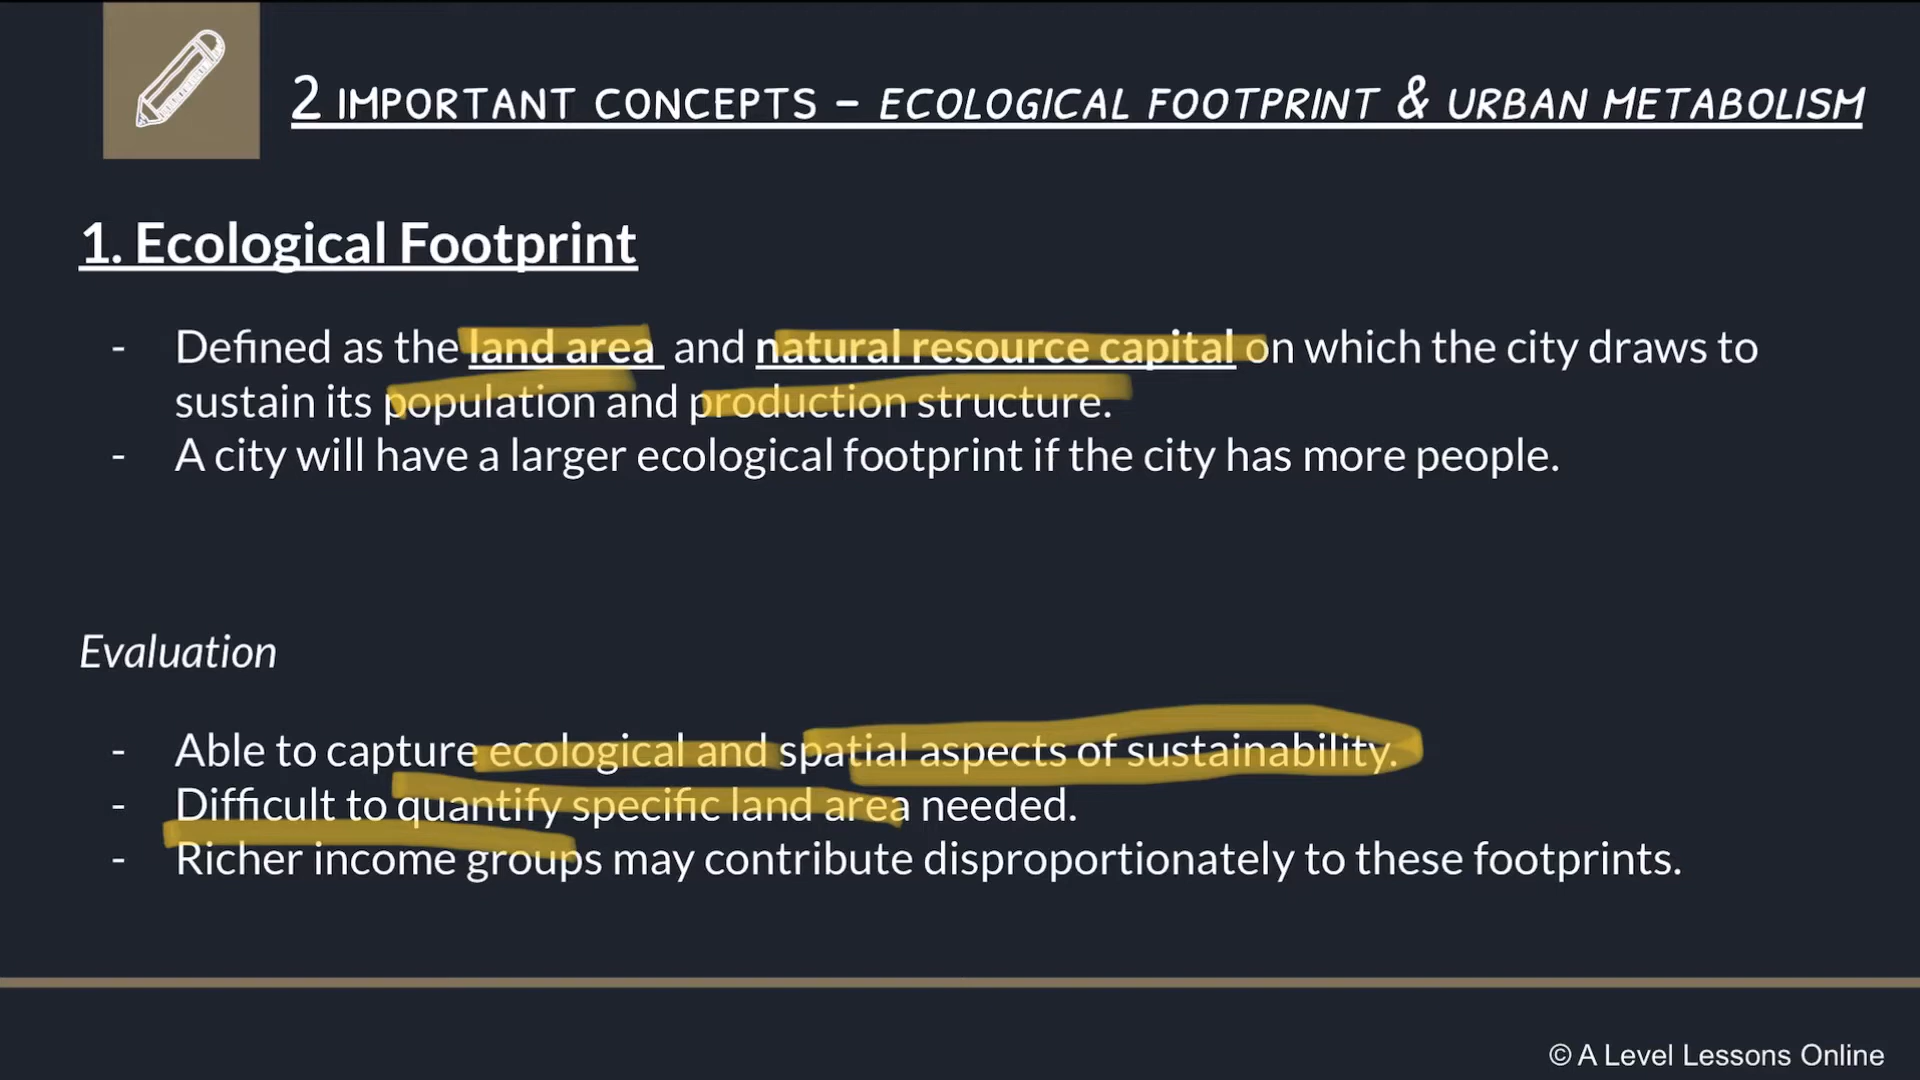 2 IMPORTANT CONCEPTS – ECOLOGICAL FOOTPRINT & URBAN METABOLISM
1. Ecological Footprint
- Defined as the land area and natural resource capital on which the city draws to
sustain its population and production structure.
- A city will have a larger ecological footprint if the city has more people.
Evaluation
- Able to capture ecological and spatial aspects of sustainability.
- Difficult to quantify specific land area needed.
- Richer income groups may contribute disproportionately to these footprints.
© A Level Lessons Online